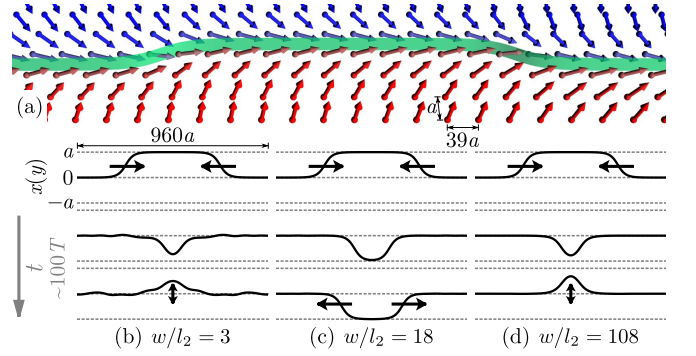 (a)
a
39a
960a
x(y)
a
0
−a
t
~100 T
(b) w/l₂ = 3
(c) w/l₂ = 18
(d) w/l₂ = 108